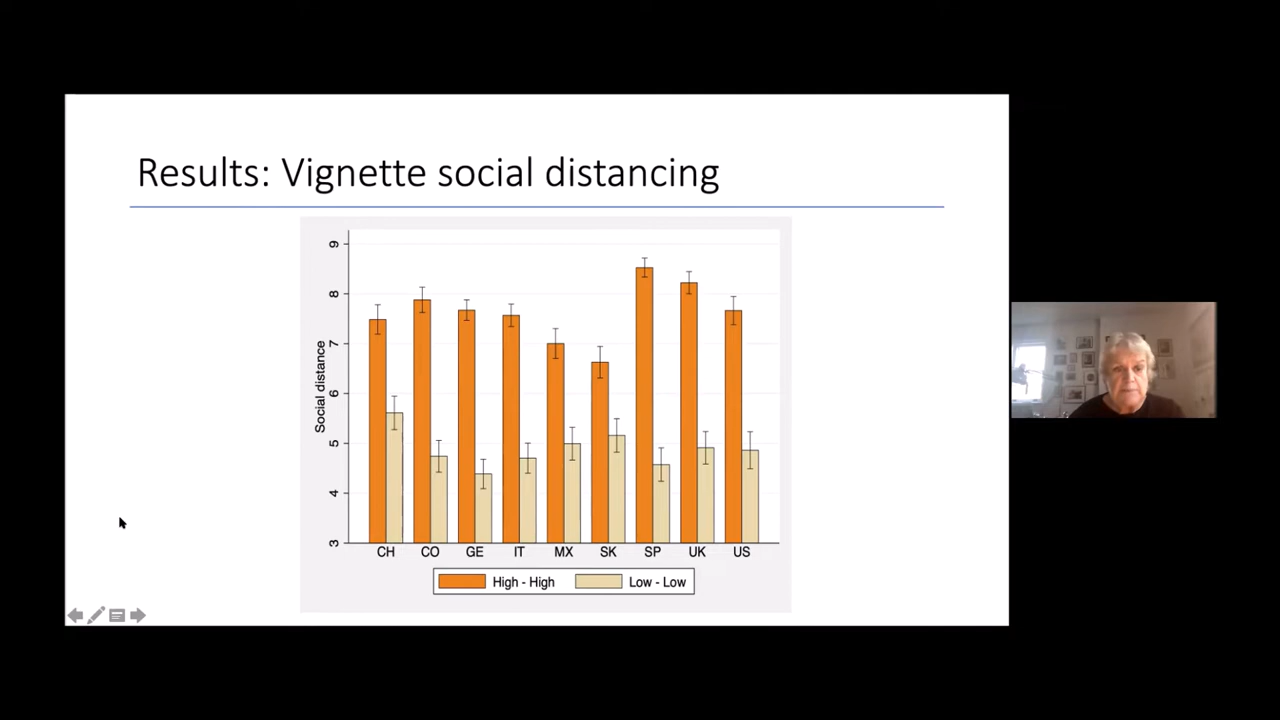 Results: Vignette social distancing
9
8
7
6
5
4
3
Social distance
CH CO GE IT MX SK SP UK US
High - High Low - Low